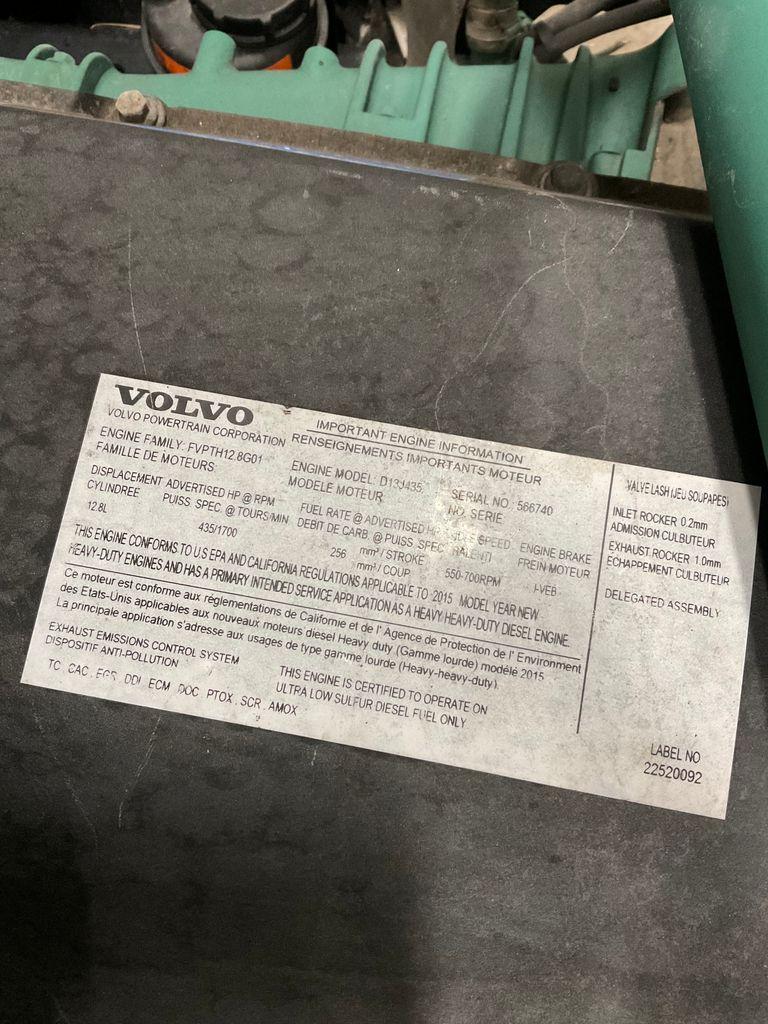 VOLVO
VOLVO POWERTRAIN CORPORATION
IMPORTANT ENGINE INFORMATION
RENSEIGNEMENTS IMPORTANTS MOTEUR
ENGINE FAMILY: FVPTH12.8G01
FAMILLE DE MOTEURS
ENGINE MODEL: D13J435
MODELE MOTEUR
SERIAL NO : 566740
NO. SERIE
DISPLACEMENT
CYLINDREE
12.8L
ADVERTISED HP @ RPM
PUISS. SPEC. @ TOURS/MIN
435/1700
FUEL RATE @ ADVERTISED
DEBIT DE CARB. @ PUISS. SPEC
256 mm³ / STROKE
mm³ / COUP
SPEED
RALENTI
550-700RPM
ENGINE BRAKE
FREIN MOTEUR
I-VEB
THIS ENGINE CONFORMS TO US EPA AND CALIFORNIA REGULATIONS APPLICABLE TO 2015 MODEL YEAR NEW
HEAVY-DUTY ENGINES AND HAS A PRIMARY INTENDED SERVICE APPLICATION AS A HEAVY HEAVY-DUTY DIESEL ENGINE.
Ce moteur est conforme aux réglementations de Californie et de l' Agence de Protection de l' Environment
des Etats-Unis applicables aux nouveaux moteurs diesel Heavy duty (Gamme lourde) modélé 2015
La principale application s'adresse aux usages de type gamme lourde (Heavy-heavy-duty)
EXHAUST EMISSIONS CONTROL SYSTEM
DISPOSITIF ANTI-POLLUTION
TC , CAC , EGR, DDI, ECM, DOC, PTOX , SCR , AMOX
THIS ENGINE IS CERTIFIED TO OPERATE ON
ULTRA LOW SULFUR DIESEL FUEL ONLY
VALVE LASH (JEU SOUPAPES)
INLET ROCKER 0.2mm
ADMISSION CULBUTEUR
EXHAUST ROCKER 1.0mm
ECHAPPEMENT CULBUTEUR
DELEGATED ASSEMBLY
LABEL NO
22520092